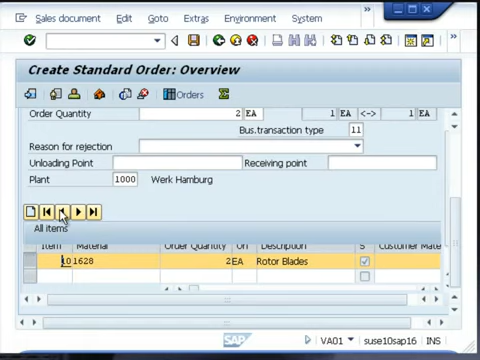 Sales document Edit Goto Extras Environment System
Create Standard Order: Overview
Orders
Order Quantity 2 EA 1 EA <-> 1 EA
Bus.transaction type 11
Reason for rejection
Unloading Point Receiving point
Plant 1000 Werk Hamburg
All items
Item Material Order Quantity Un Description S Customer Mate
10 1628 2 EA Rotor Blades
SAP VA01 suse10sap16 INS